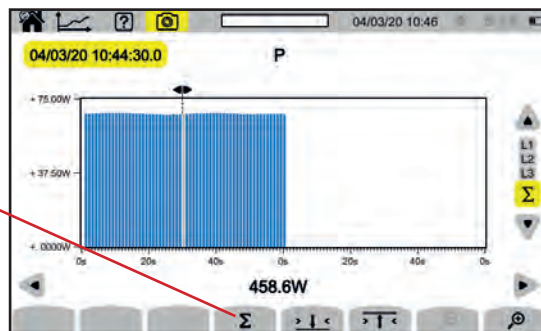 04/03/20 10:46
04/03/20 10:44:30.0
P
+ 75.00W
+ 37.50W
+. 0000W
0s 20s 40s 0s 20s 40s 0s
L1
L2
L3
Σ
458.6W
Σ